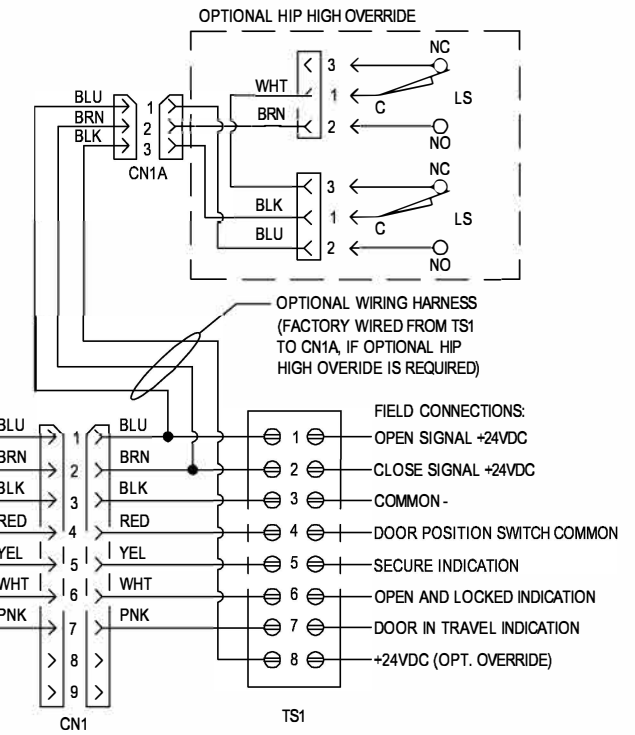 OPTIONAL HIP HIGH OVERRIDE
NC
3
WHT
1
C
LS
BRN
2
NO
BLU
1
BRN
2
BLK
3
CN1A
NC
3
BLK
1
C
LS
BLU
2
NO
OPTIONAL WIRING HARNESS
(FACTORY WIRED FROM TS1
TO CN1A, IF OPTIONAL HIP
HIGH OVERIDE IS REQUIRED)
FIELD CONNECTIONS:
BLU 1 BLU 1 OPEN SIGNAL +24VDC
BRN 2 BRN 2 CLOSE SIGNAL +24VDC
BLK 3 BLK 3 COMMON -
RED 4 RED 4 DOOR POSITION SWITCH COMMON
YEL 5 YEL 5 SECURE INDICATION
WHT 6 WHT 6 OPEN AND LOCKED INDICATION
PNK 7 PNK 7 DOOR IN TRAVEL INDICATION
8 8 +24VDC (OPT. OVERRIDE)
9
CN1
TS1